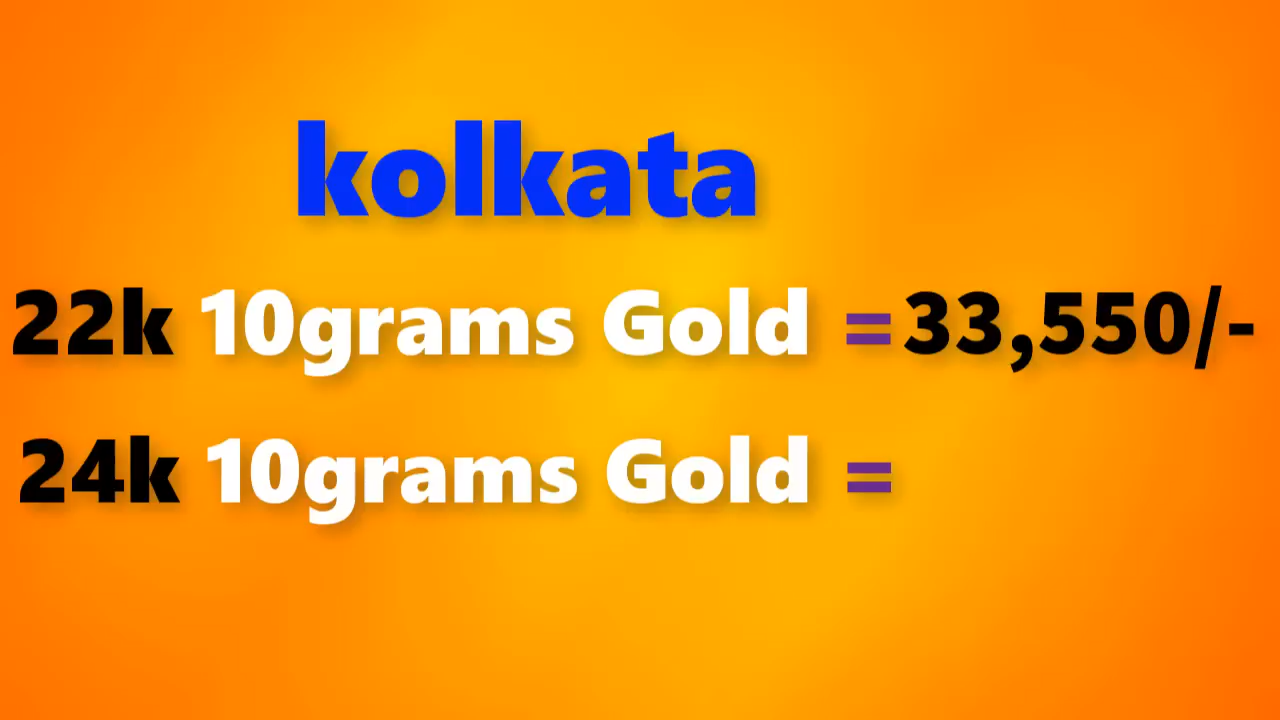 kolkata
22k 10grams Gold =33,550/-
24k 10grams Gold =